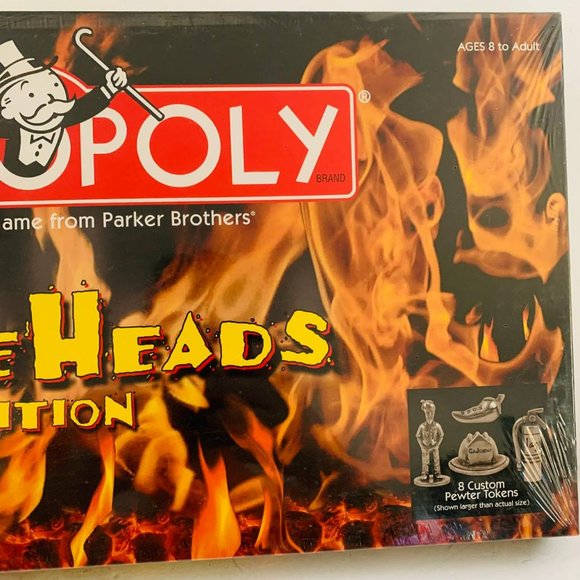 AGES 8 to Adult
OPOLY®
BRAND
ame from Parker Brothers®
E HEADS
ITION
8 Custom
Pewter Tokens
(Shown larger than actual size)